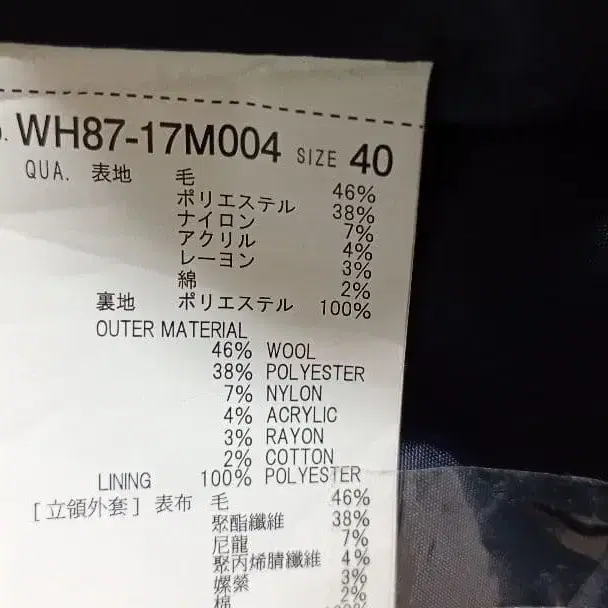 . WH87-17M004 SIZE 40
QUA. 表地 毛 46%
ポリエステル 38%
ナイロン 7%
アクリル 4%
レーヨン 3%
綿 2%
裏地 ポリエステル 100%
OUTER MATERIAL
46% WOOL
38% POLYESTER
7% NYLON
4% ACRYLIC
3% RAYON
2% COTTON
LINING 100% POLYESTER
[立領外套] 表布 毛 46%
聚酯纖維 38%
尼龍 7%
聚丙烯腈纖維 4%
嫘縈 3%
棉 2%